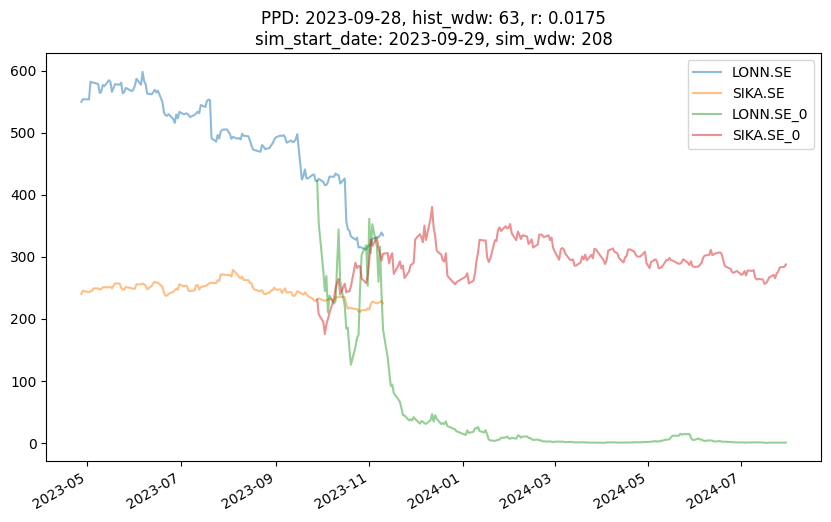 PPD: 2023-09-28, hist_wdw: 63, r: 0.0175
sim_start_date: 2023-09-29, sim_wdw: 208
LONN.SE
SIKA.SE
LONN.SE_0
SIKA.SE_0
600
500
400
300
200
100
0
2023-05
2023-07
2023-09
2023-11
2024-01
2024-03
2024-05
2024-07